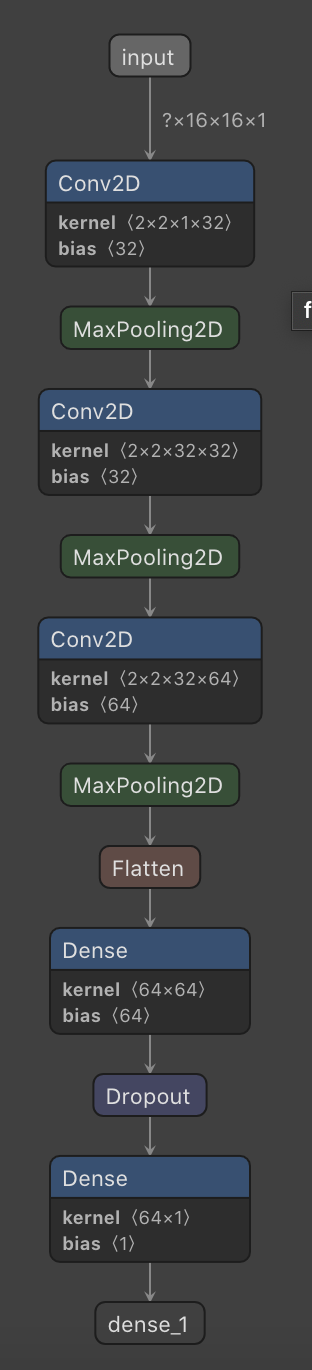 input
?×16×16×1
Conv2D
kernel ⟨2×2×1×32⟩
bias ⟨32⟩
f
MaxPooling2D
Conv2D
kernel ⟨2×2×32×32⟩
bias ⟨32⟩
MaxPooling2D
Conv2D
kernel ⟨2×2×32×64⟩
bias ⟨64⟩
MaxPooling2D
Flatten
Dense
kernel ⟨64×64⟩
bias ⟨64⟩
Dropout
Dense
kernel ⟨64×1⟩
bias ⟨1⟩
dense_1